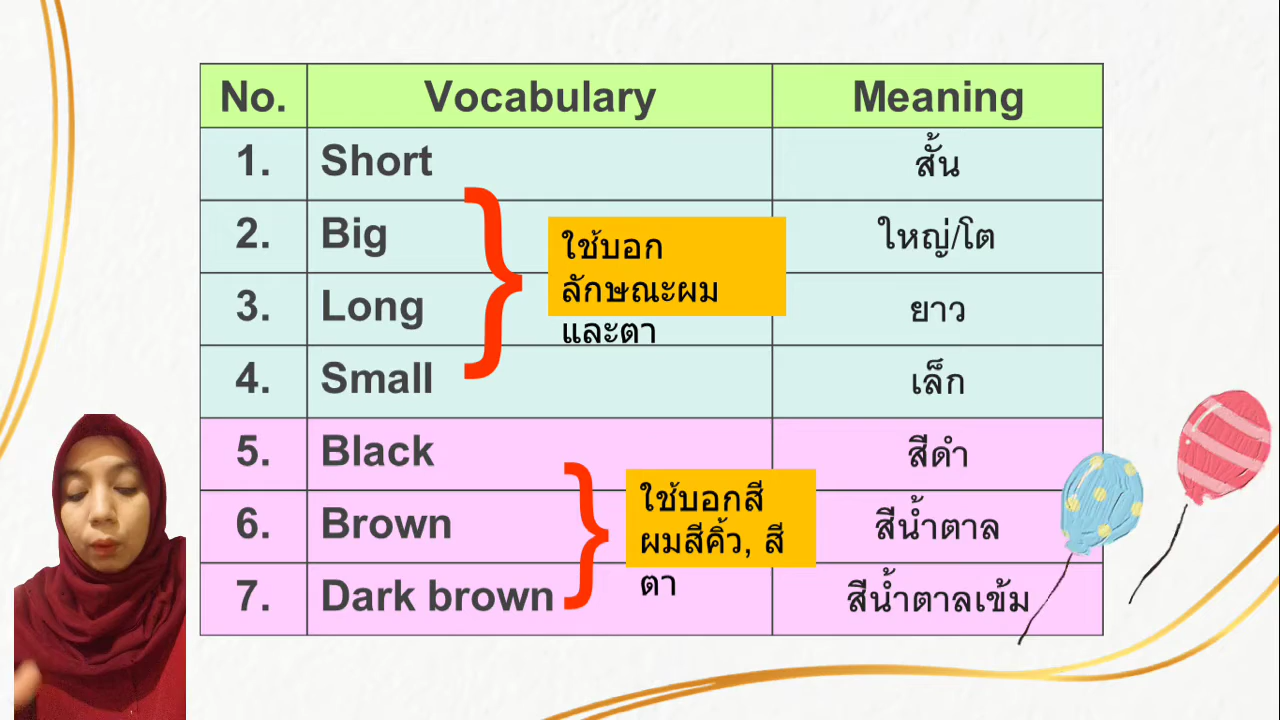 No. Vocabulary Meaning
1. Short สั้น
2. Big ใหญ่/โต
3. Long ยาว
4. Small เล็ก
5. Black สีดำ
6. Brown สีน้ำตาล
7. Dark brown สีน้ำตาลเข้ม
ใช้บอก
ลักษณะผม
และตา
ใช้บอกสี
ผมสีคิ้ว, สี
ตา